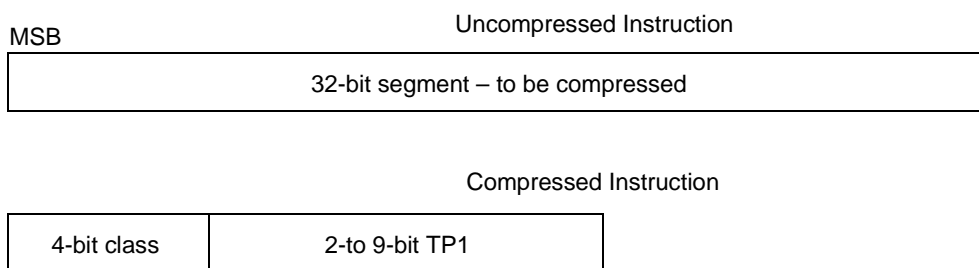 Uncompressed Instruction
MSB
32-bit segment – to be compressed
Compressed Instruction
4-bit class
2-to 9-bit TP1